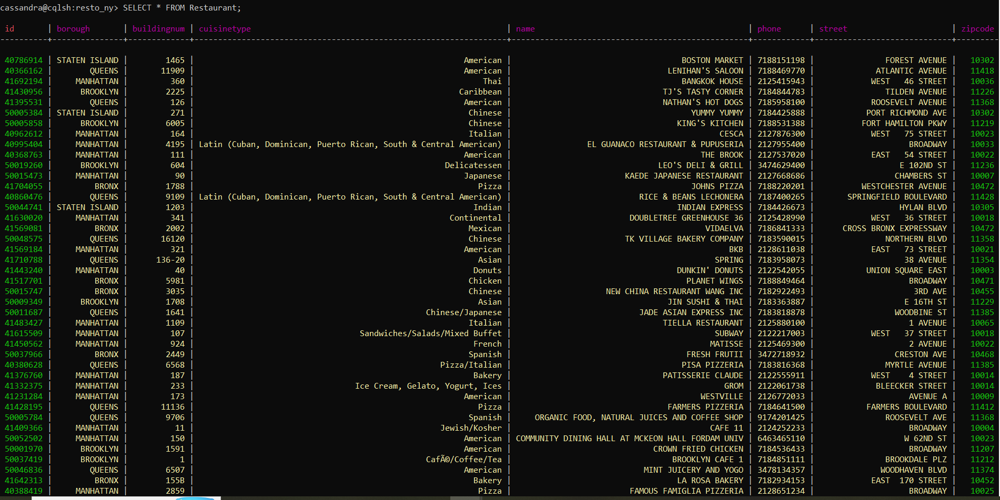 cassandra@cqlsh:resto_ny> SELECT * FROM Restaurant;
id | borough | buildingnum | cuisinetype | name | phone | street | zipcode
40786914 | STATEN ISLAND | 1465 | American | BOSTON MARKET | 7188151198 | FOREST AVENUE | 10302
40366162 | QUEENS | 11909 | American | LENIHAN'S SALOON | 7188469770 | ATLANTIC AVENUE | 11418
41692194 | MANHATTAN | 360 | Thai | BANGKOK HOUSE | 2125415943 | WEST 46 STREET | 10036
41430956 | BROOKLYN | 2225 | Caribbean | TJ'S TASTY CORNER | 7184844783 | TILDEN AVENUE | 11226
41395531 | QUEENS | 126 | American | NATHAN'S HOT DOGS | 7185958100 | ROOSEVELT AVENUE | 11368
50005384 | STATEN ISLAND | 271 | Chinese | YUMMY YUMMY | 7184425888 | PORT RICHMOND AVE | 10302
50005858 | BROOKLYN | 6005 | Chinese | KING'S KITCHEN | 7188531388 | FORT HAMILTON PKWY | 11219
40962612 | MANHATTAN | 164 | Italian | CESCA | 2127876300 | WEST 75 STREET | 10023
40995404 | MANHATTAN | 4195 | Latin (Cuban, Dominican, Puerto Rican, South & Central American) | EL GUANACO RESTAURANT & PUPUSERIA | 2127955400 | BROADWAY | 10033
40368763 | MANHATTAN | 111 | American | THE BROOK | 2127537020 | EAST 54 STREET | 10022
50019260 | BROOKLYN | 604 | Delicatessen | LEO'S DELI & GRILL | 3474629400 | E 102ND ST | 11236
50015473 | MANHATTAN | 90 | Japanese | KAEDE JAPANESE RESTAURANT | 2127668686 | CHAMBERS ST | 10007
41704055 | BRONX | 1788 | Pizza | JOHNS PIZZA | 7188220201 | WESTCHESTER AVENUE | 10472
40860476 | QUEENS | 9109 | Latin (Cuban, Dominican, Puerto Rican, South & Central American) | RICE & BEANS LECHONERA | 7187400265 | SPRINGFIELD BOULEVARD | 11428
50044741 | STATEN ISLAND | 1203 | Indian | INDIAN EXPRESS | 7184426673 | HYLAN BLVD | 10305
41630020 | MANHATTAN | 341 | Continental | DOUBLETREE GREENHOUSE 36 | 2125428990 | WEST 36 STREET | 10018
41569081 | BRONX | 2002 | Mexican | VIDAELVA | 7186841333 | CROSS BRONX EXPRESSWAY | 10472
50048575 | QUEENS | 16120 | Chinese | TK VILLAGE BAKERY COMPANY | 7183590015 | NORTHERN BLVD | 11358
41569184 | MANHATTAN | 321 | American | BKB | 2128611038 | EAST 73 STREET | 10021
41710788 | QUEENS | 136-20 | Asian | SPRING | 7183958073 | 38 AVENUE | 11354
41443240 | MANHATTAN | 40 | Donuts | DUNKIN' DONUTS | 2122542055 | UNION SQUARE EAST | 10003
41517701 | BRONX | 5981 | Chicken | PLANET WINGS | 7188849464 | BROADWAY | 10471
50015747 | BRONX | 3035 | Chinese | NEW CHINA RESTAURANT WANG INC | 7182922493 | 3RD AVE | 10455
50009349 | BROOKLYN | 1708 | Asian | JIN SUSHI & THAI | 7183363887 | E 16TH ST | 11229
50011687 | QUEENS | 1641 | Chinese/Japanese | JADE ASIAN EXPRESS INC | 7183818878 | WOODBINE ST | 11385
41483427 | MANHATTAN | 1109 | Italian | TIELLA RESTAURANT | 2125880100 | 1 AVENUE | 10065
41615509 | MANHATTAN | 107 | Sandwiches/Salads/Mixed Buffet | SUBWAY | 2122217003 | WEST 37 STREET | 10018
41450562 | MANHATTAN | 924 | French | MATISSE | 2125469300 | 2 AVENUE | 10022
50037966 | BRONX | 2449 | Spanish | FRESH FRUTII | 3472718932 | CRESTON AVE | 10468
40380628 | QUEENS | 6568 | Pizza/Italian | PISA PIZZERIA | 7183816368 | MYRTLE AVENUE | 11385
41376760 | MANHATTAN | 187 | Bakery | PATISSERIE CLAUDE | 2122555911 | WEST 4 STREET | 10014
41332375 | MANHATTAN | 233 | Ice Cream, Gelato, Yogurt, Ices | GROM | 2122061738 | BLEECKER STREET | 10014
41231284 | MANHATTAN | 173 | American | WESTVILLE | 2126772033 | AVENUE A | 10009
41428195 | QUEENS | 11136 | Pizza | FARMERS PIZZERIA | 7184641500 | FARMERS BOULEVARD | 11412
50005784 | QUEENS | 9706 | Spanish | ORGANIC FOOD, NATURAL JUICES AND COFFEE SHOP | 9174201425 | ROOSEVELT AVE | 11368
41409366 | MANHATTAN | 11 | Jewish/Kosher | CAFE 11 | 2124252233 | BROADWAY | 10004
50052502 | MANHATTAN | 150 | American | COMMUNITY DINING HALL AT MCKEON HALL FORDAM UNIV | 6463465110 | W 62ND ST | 10023
50001970 | BROOKLYN | 1591 | American | CROWN FRIED CHICKEN | 7184536433 | BROADWAY | 11207
50037419 | BROOKLYN | 1 | CafÃ©/Coffee/Tea | BROOKLYN CAFE 1 | 7184851111 | BROOKDALE PLZ | 11212
50046836 | QUEENS | 6507 | American | MINT JUICERY AND YOGO | 3478134357 | WOODHAVEN BLVD | 11374
41642313 | BRONX | 155B | Bakery | LA ROSA BAKERY | 7182934153 | EAST 170 STREET | 10452
40388419 | MANHATTAN | 2859 | Pizza | FAMOUS FAMIGLIA PIZZERIA | 2128651234 | BROADWAY | 10025